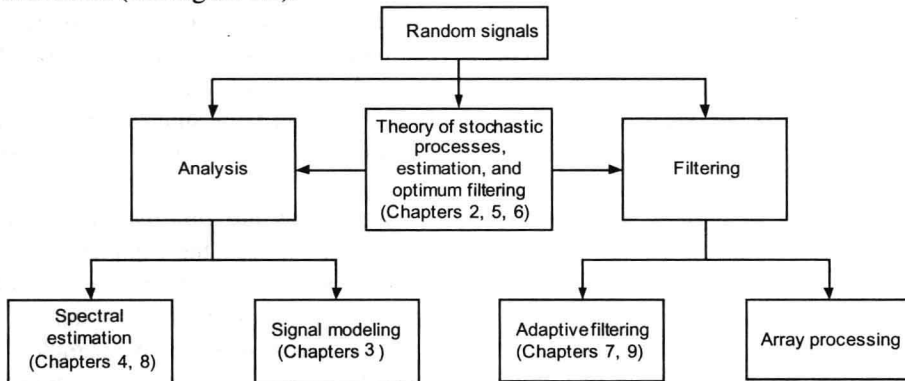 Random signals
Theory of stochastic
processes,
estimation, and
optimum filtering
(Chapters 2, 5, 6)
Analysis
Filtering
Spectral
estimation
(Chapters 4, 8)
Signal modeling
(Chapters 3 )
Adaptive filtering
(Chapters 7, 9)
Array processing